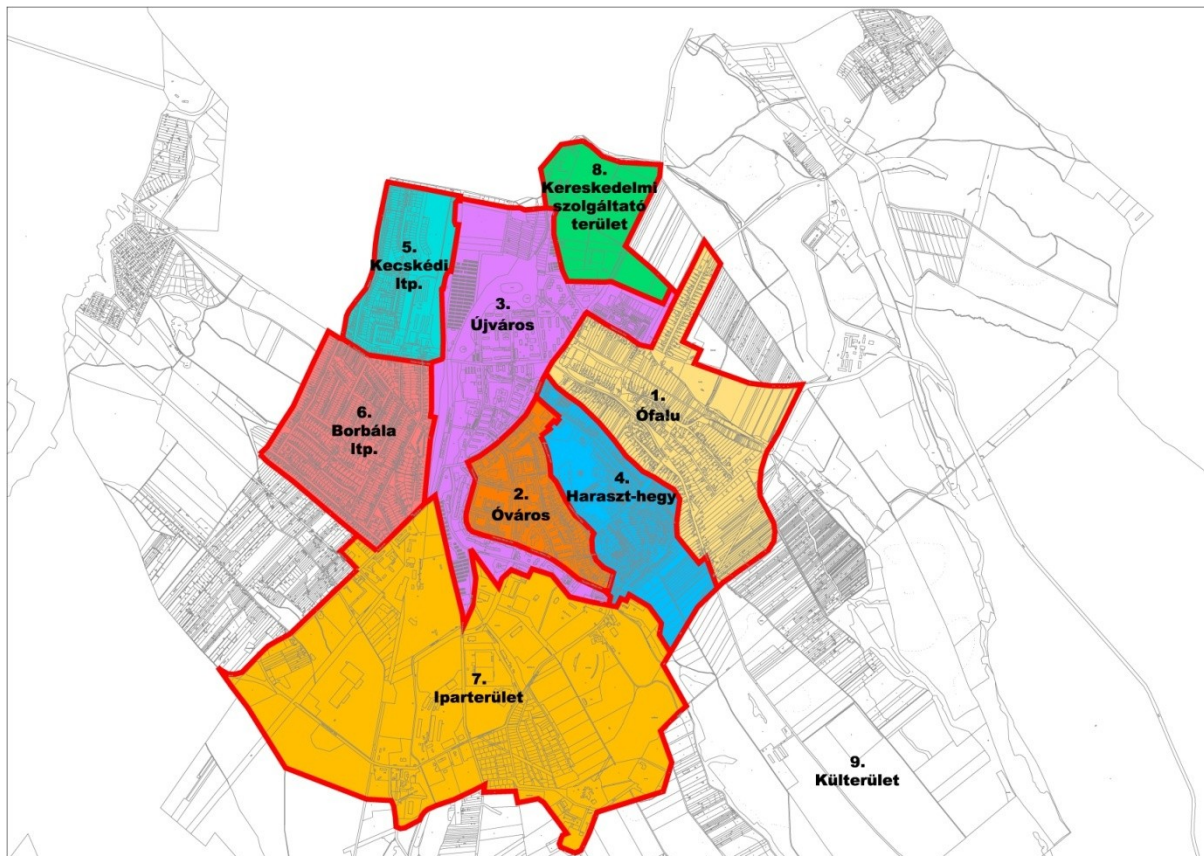 8.
Kereskedelmi
szolgáltató
terület
5.
Kecskédi
ltp.
3.
Újváros
1.
Ófalu
6.
Borbála
ltp.
4.
Haraszt-hegy
2.
Óváros
7.
Iparterület
9.
Külterület